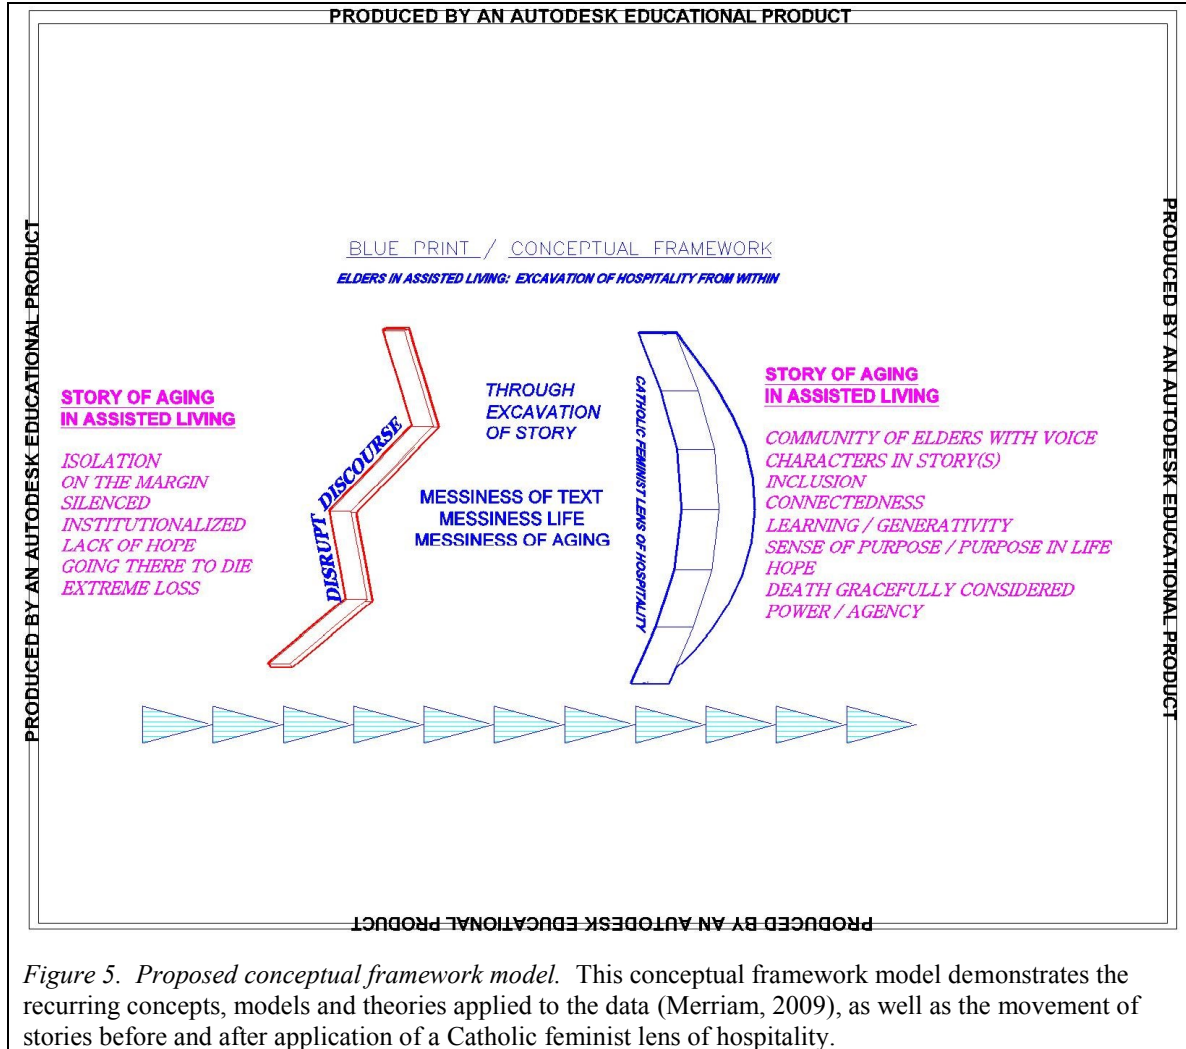 PRODUCED BY AN AUTODESK EDUCATIONAL PRODUCT
PRODUCED BY AN AUTODESK EDUCATIONAL PRODUCT
BLUE PRINT / CONCEPTUAL FRAMEWORK
ELDERS IN ASSISTED LIVING: EXCAVATION OF HOSPITALITY FROM WITHIN
STORY OF AGING
IN ASSISTED LIVING
ISOLATION
ON THE MARGIN
SILENCED
INSTITUTIONALIZED
LACK OF HOPE
GOING THERE TO DIE
EXTREME LOSS
DISRUPT DISCOURSE
THROUGH
EXCAVATION
OF STORY
MESSINESS OF TEXT
MESSINESS LIFE
MESSINESS OF AGING
CATHOLIC FEMINIST LENS OF HOSPITALITY
STORY OF AGING
IN ASSISTED LIVING
COMMUNITY OF ELDERS WITH VOICE
CHARACTERS IN STORY(S)
INCLUSION
CONNECTEDNESS
LEARNING / GENERATIVITY
SENSE OF PURPOSE / PURPOSE IN LIFE
HOPE
DEATH GRACEFULLY CONSIDERED
POWER / AGENCY
PRODUCED BY AN AUTODESK EDUCATIONAL PRODUCT
PRODUCED BY AN AUTODESK EDUCATIONAL PRODUCT
Figure 5. Proposed conceptual framework model. This conceptual framework model demonstrates the
recurring concepts, models and theories applied to the data (Merriam, 2009), as well as the movement of
stories before and after application of a Catholic feminist lens of hospitality.